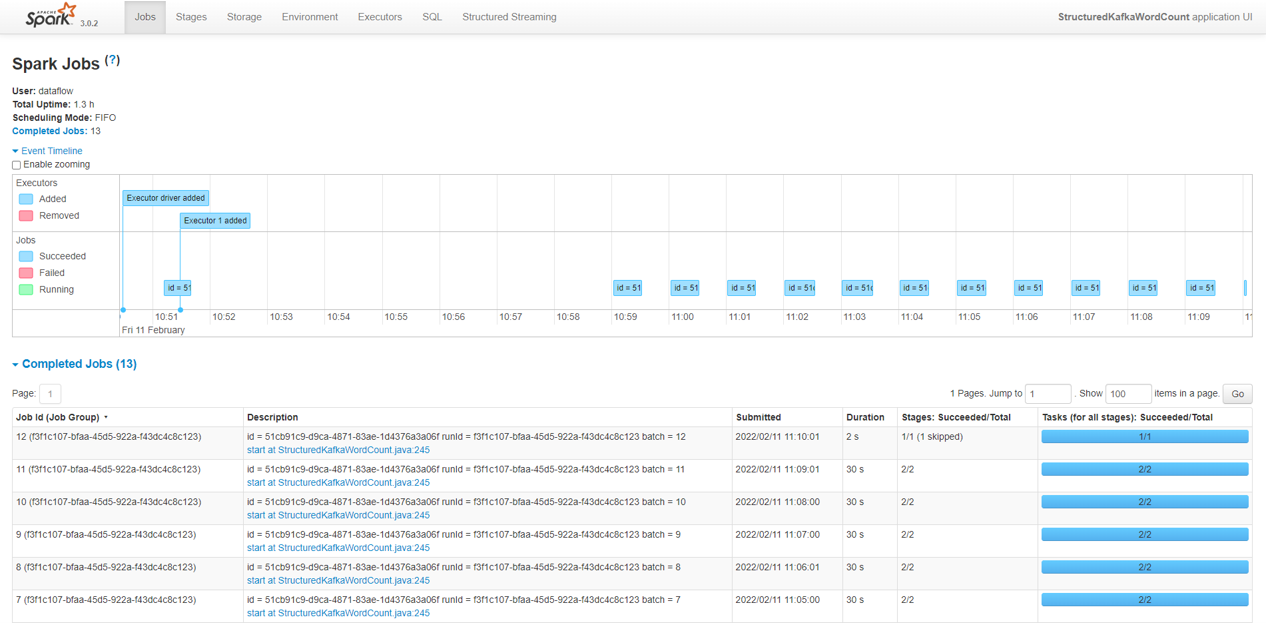 APACHE Spark 3.0.2 Jobs Stages Storage Environment Executors SQL Structured Streaming StructuredKafkaWordCount application UI
Spark Jobs (?)
User: dataflow
Total Uptime: 1.3 h
Scheduling Mode: FIFO
Completed Jobs: 13
Event Timeline
Enable zooming
Executors
Added
Removed
Executor driver added
Executor 1 added
Jobs
Succeeded
Failed
Running
id = 51 id = 51 id = 51 id = 51 id = 51 id = 51 id = 51 id = 51 id = 51 id = 51 id = 51 id = 51
10:51 10:52 10:53 10:54 10:55 10:56 10:57 10:58 10:59 11:00 11:01 11:02 11:03 11:04 11:05 11:06 11:07 11:08 11:09
Fri 11 February
Completed Jobs (13)
Page: 1 1 Pages. Jump to 1 . Show 100 items in a page. Go
Job Id (Job Group) Description Submitted Duration Stages: Succeeded/Total Tasks (for all stages): Succeeded/Total
12 (f3f1c107-bfaa-45d5-922a-f43dc4c8c123) id = 51cb91c9-d9ca-4871-83ae-1d4376a3a06f runId = f3f1c107-bfaa-45d5-922a-f43dc4c8c123 batch = 12 2022/02/11 11:10:01 2 s 1/1 (1 skipped) 1/1
start at StructuredKafkaWordCount.java:245
11 (f3f1c107-bfaa-45d5-922a-f43dc4c8c123) id = 51cb91c9-d9ca-4871-83ae-1d4376a3a06f runId = f3f1c107-bfaa-45d5-922a-f43dc4c8c123 batch = 11 2022/02/11 11:09:01 30 s 2/2 2/2
start at StructuredKafkaWordCount.java:245
10 (f3f1c107-bfaa-45d5-922a-f43dc4c8c123) id = 51cb91c9-d9ca-4871-83ae-1d4376a3a06f runId = f3f1c107-bfaa-45d5-922a-f43dc4c8c123 batch = 10 2022/02/11 11:08:00 30 s 2/2 2/2
start at StructuredKafkaWordCount.java:245
9 (f3f1c107-bfaa-45d5-922a-f43dc4c8c123) id = 51cb91c9-d9ca-4871-83ae-1d4376a3a06f runId = f3f1c107-bfaa-45d5-922a-f43dc4c8c123 batch = 9 2022/02/11 11:07:00 30 s 2/2 2/2
start at StructuredKafkaWordCount.java:245
8 (f3f1c107-bfaa-45d5-922a-f43dc4c8c123) id = 51cb91c9-d9ca-4871-83ae-1d4376a3a06f runId = f3f1c107-bfaa-45d5-922a-f43dc4c8c123 batch = 8 2022/02/11 11:06:01 30 s 2/2 2/2
start at StructuredKafkaWordCount.java:245
7 (f3f1c107-bfaa-45d5-922a-f43dc4c8c123) id = 51cb91c9-d9ca-4871-83ae-1d4376a3a06f runId = f3f1c107-bfaa-45d5-922a-f43dc4c8c123 batch = 7 2022/02/11 11:05:00 30 s 2/2 2/2
start at StructuredKafkaWordCount.java:245